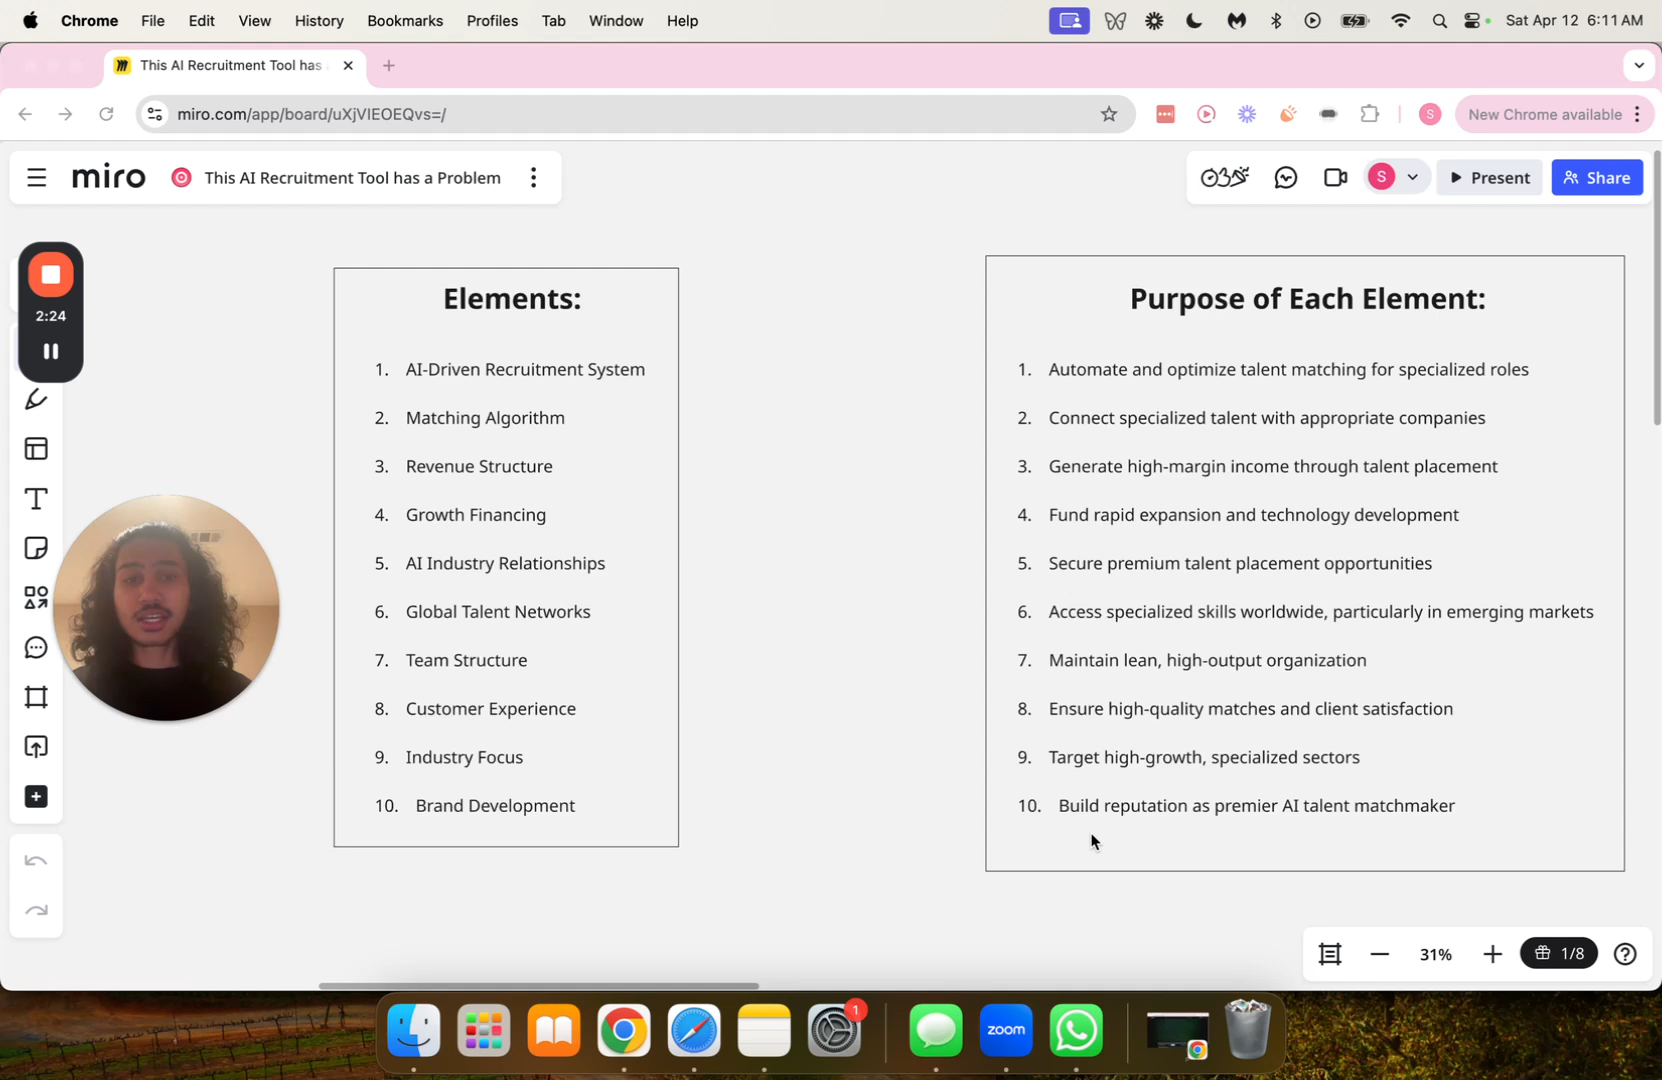 Chrome File Edit View History Bookmarks Profiles Tab Window Help Sat Apr 12 6:11 AM
This AI Recruitment Tool has
miro.com/app/board/uXjVIEOEQvs=/ S New Chrome available
miro This AI Recruitment Tool has a Problem S Present Share
2:24
Elements:
1. AI-Driven Recruitment System
2. Matching Algorithm
3. Revenue Structure
4. Growth Financing
5. AI Industry Relationships
6. Global Talent Networks
7. Team Structure
8. Customer Experience
9. Industry Focus
10. Brand Development
Purpose of Each Element:
1. Automate and optimize talent matching for specialized roles
2. Connect specialized talent with appropriate companies
3. Generate high-margin income through talent placement
4. Fund rapid expansion and technology development
5. Secure premium talent placement opportunities
6. Access specialized skills worldwide, particularly in emerging markets
7. Maintain lean, high-output organization
8. Ensure high-quality matches and client satisfaction
9. Target high-growth, specialized sectors
10. Build reputation as premier AI talent matchmaker
31% 1/8
1
zoom